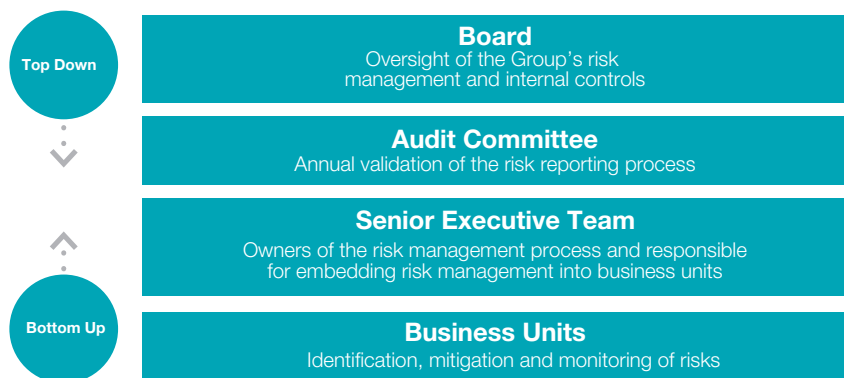 Top Down
Board
Oversight of the Group's risk
management and internal controls
Audit Committee
Annual validation of the risk reporting process
Senior Executive Team
Owners of the risk management process and responsible
for embedding risk management into business units
Bottom Up
Business Units
Identification, mitigation and monitoring of risks